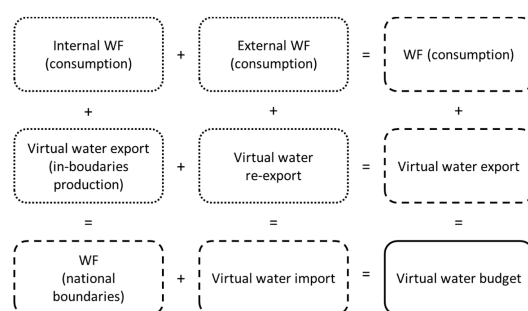 Internal WF
(consumption)
+
External WF
(consumption)
=
WF (consumption)
+
+
+
Virtual water export
(in-boudaries
production)
+
Virtual water
re-export
=
Virtual water export
=
=
=
WF
(national
boundaries)
+
Virtual water import
=
Virtual water budget